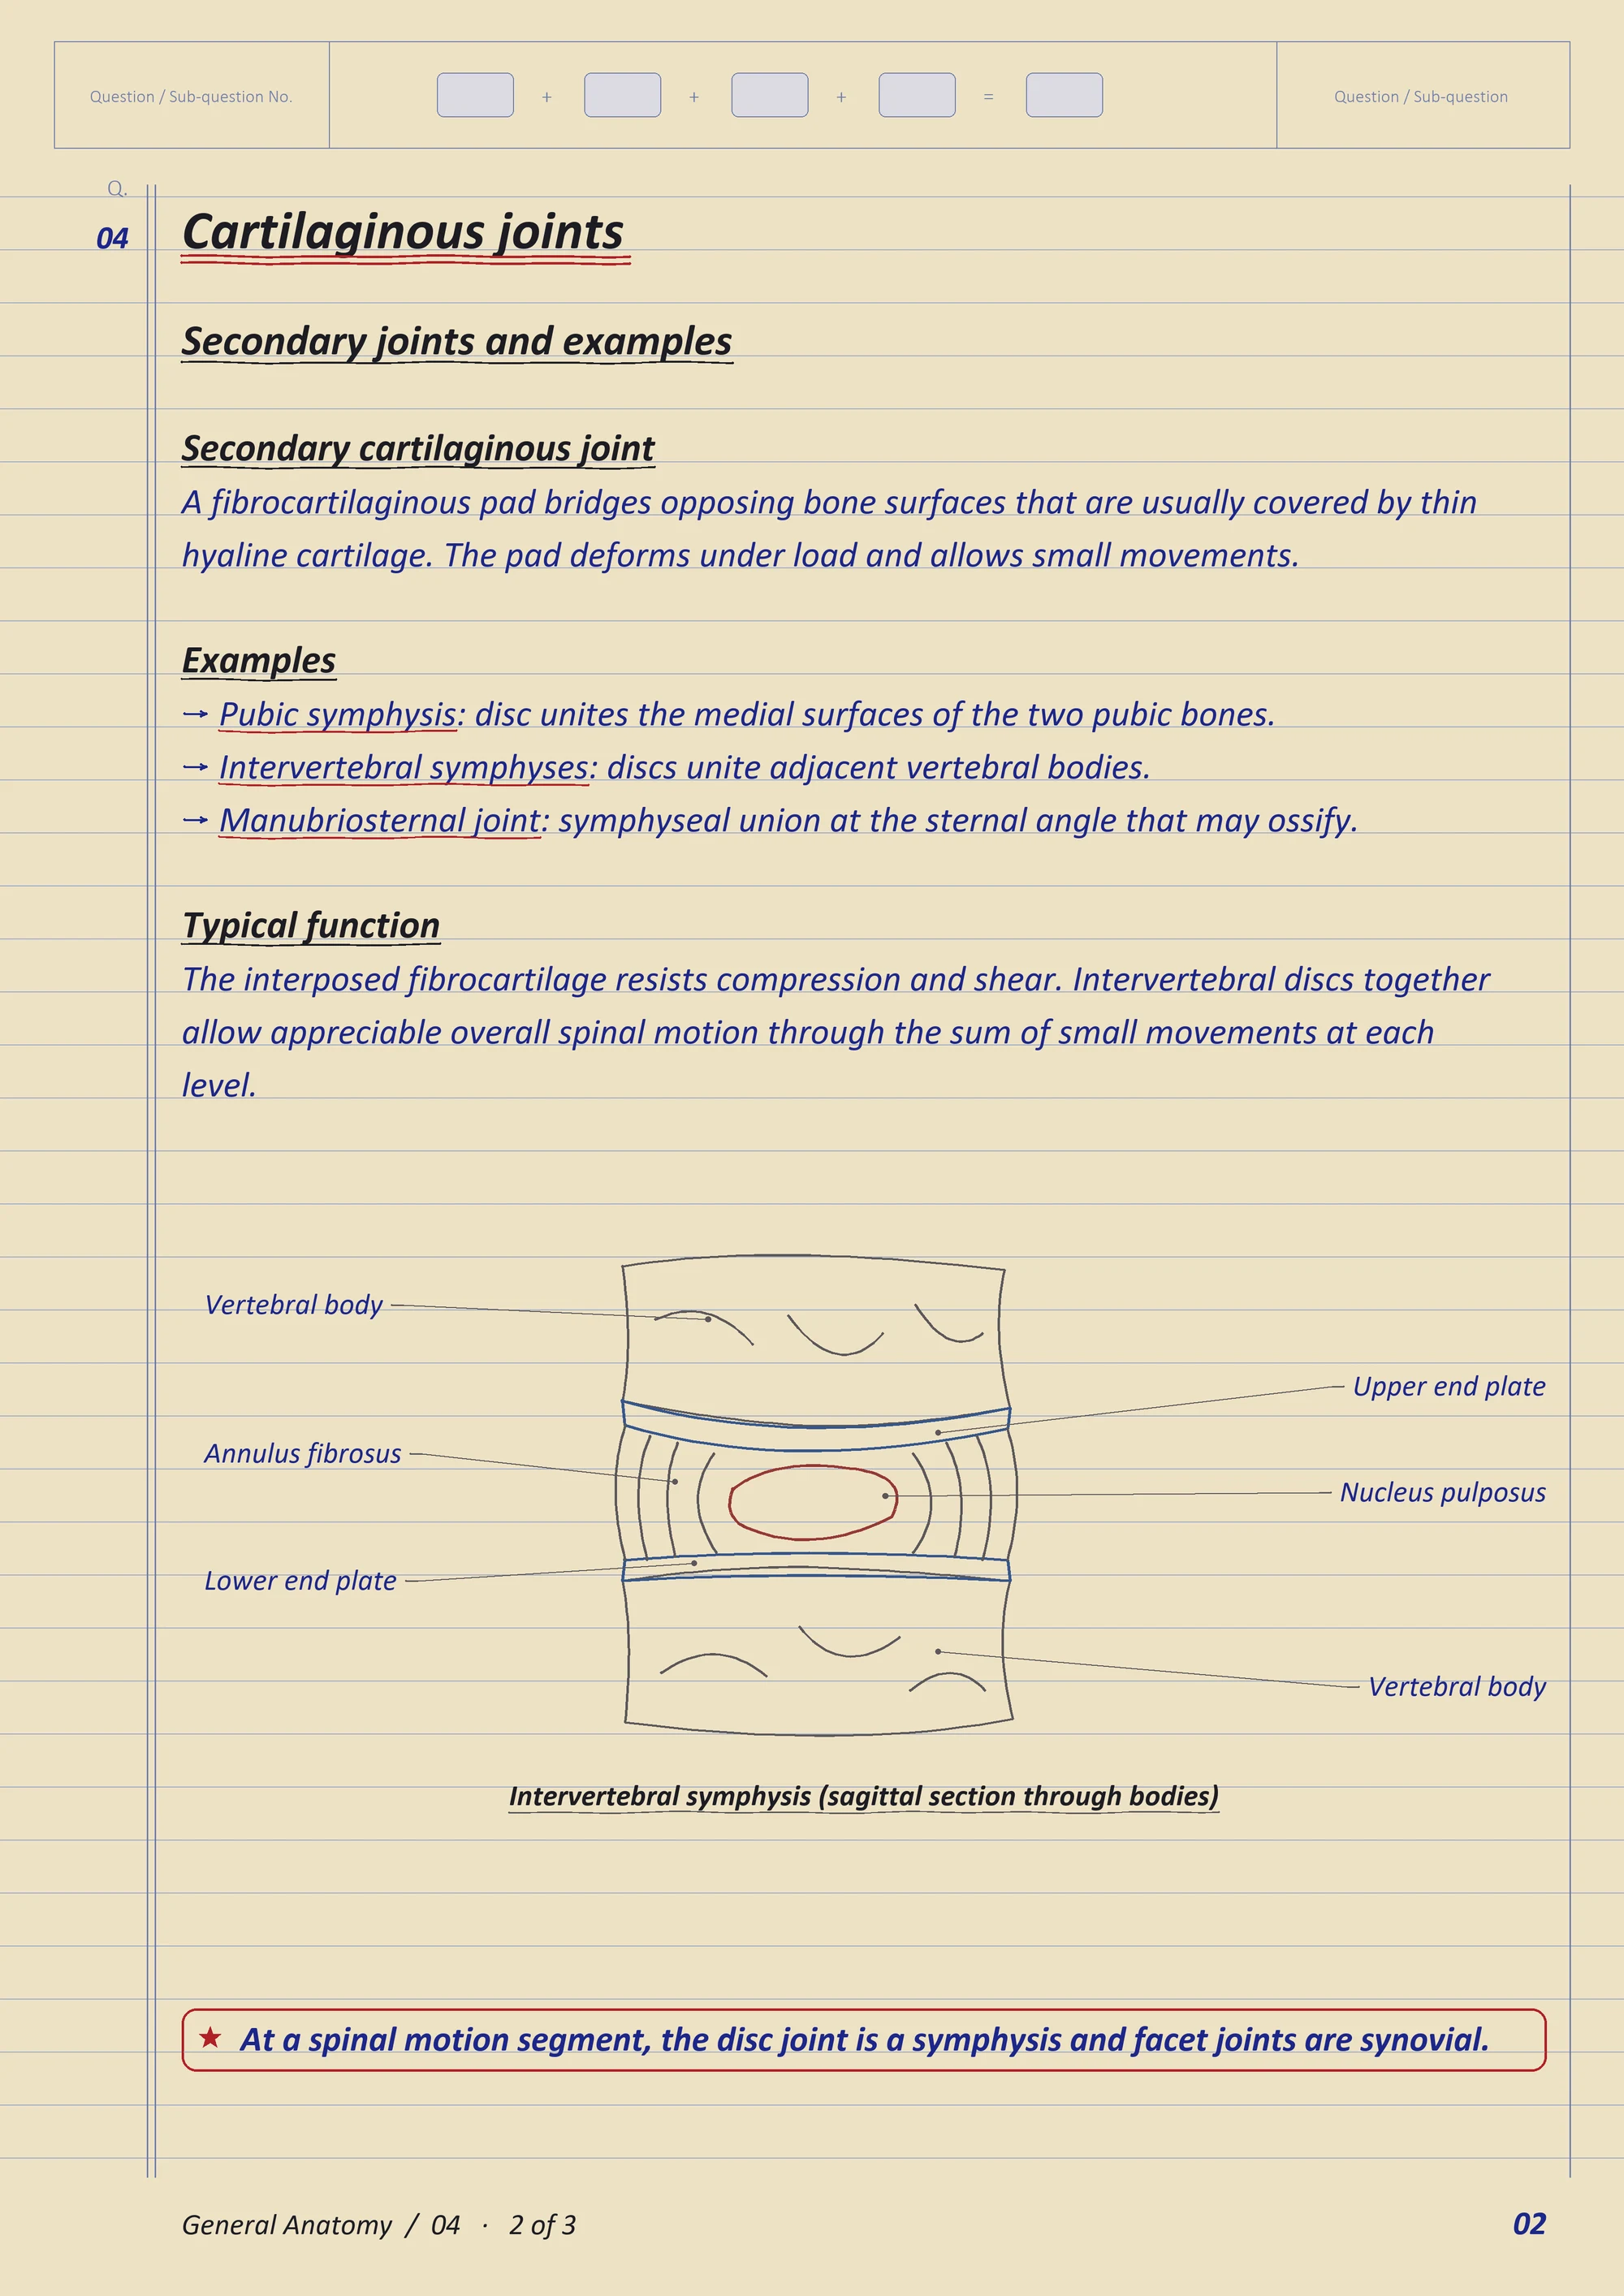 Question / Sub-question No.
+ + + =
Question / Sub-question
Q.
04
Cartilaginous joints
Secondary joints and examples
Secondary cartilaginous joint
A fibrocartilaginous pad bridges opposing bone surfaces that are usually covered by thin
hyaline cartilage. The pad deforms under load and allows small movements.
Examples
→ Pubic symphysis: disc unites the medial surfaces of the two pubic bones.
→ Intervertebral symphyses: discs unite adjacent vertebral bodies.
→ Manubriosternal joint: symphyseal union at the sternal angle that may ossify.
Typical function
The interposed fibrocartilage resists compression and shear. Intervertebral discs together
allow appreciable overall spinal motion through the sum of small movements at each
level.
Vertebral body
Upper end plate
Annulus fibrosus
Nucleus pulposus
Lower end plate
Vertebral body
Intervertebral symphysis (sagittal section through bodies)
★ At a spinal motion segment, the disc joint is a symphysis and facet joints are synovial.
General Anatomy / 04 · 2 of 3
02